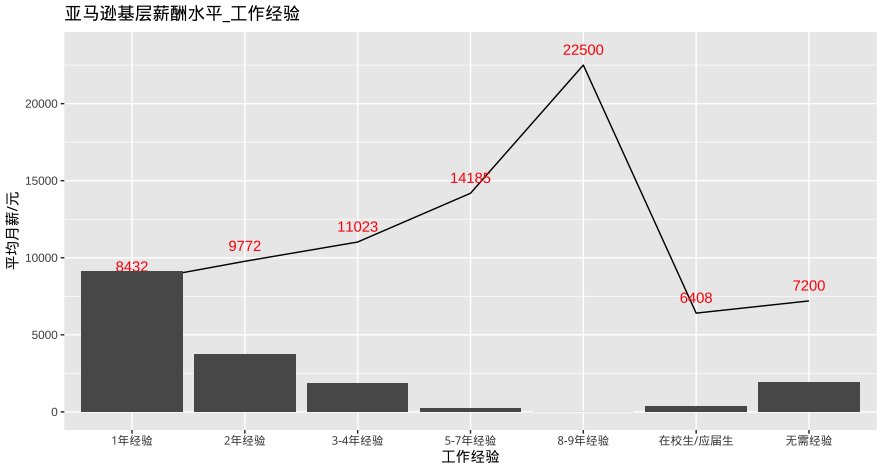 亚马逊基层薪酬水平_工作经验
平均月薪/元
20000
15000
10000
5000
0
8432
9772
11023
14185
22500
6408
7200
1年经验
2年经验
3-4年经验
5-7年经验
8-9年经验
在校生/应届生
无需经验
工作经验